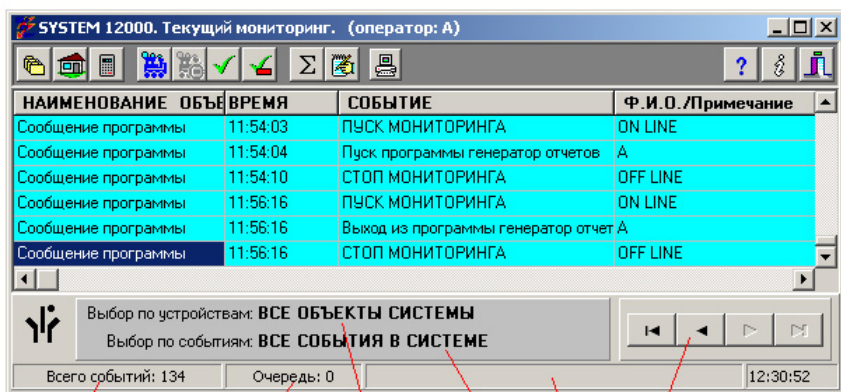 SYSTEM 12000. Текущий мониторинг. (оператор: A)
Σ ?
НАИМЕНОВАНИЕ ОБЪЕ ВРЕМЯ СОБЫТИЕ Ф.И.О./Примечание
Сообщение программы 11:54:03 ПУСК МОНИТОРИНГА ON LINE
Сообщение программы 11:54:04 Пуск программы генератор отчетов A
Сообщение программы 11:54:10 СТОП МОНИТОРИНГА OFF LINE
Сообщение программы 11:56:16 ПУСК МОНИТОРИНГА ON LINE
Сообщение программы 11:56:16 Выход из программы генератор отчет A
Сообщение программы 11:56:16 СТОП МОНИТОРИНГА OFF LINE
Выбор по устройствам: ВСЕ ОБЪЕКТЫ СИСТЕМЫ
Выбор по событиям: ВСЕ СОБЫТИЯ В СИСТЕМЕ
Всего событий: 134 Очередь: 0 12:30:52